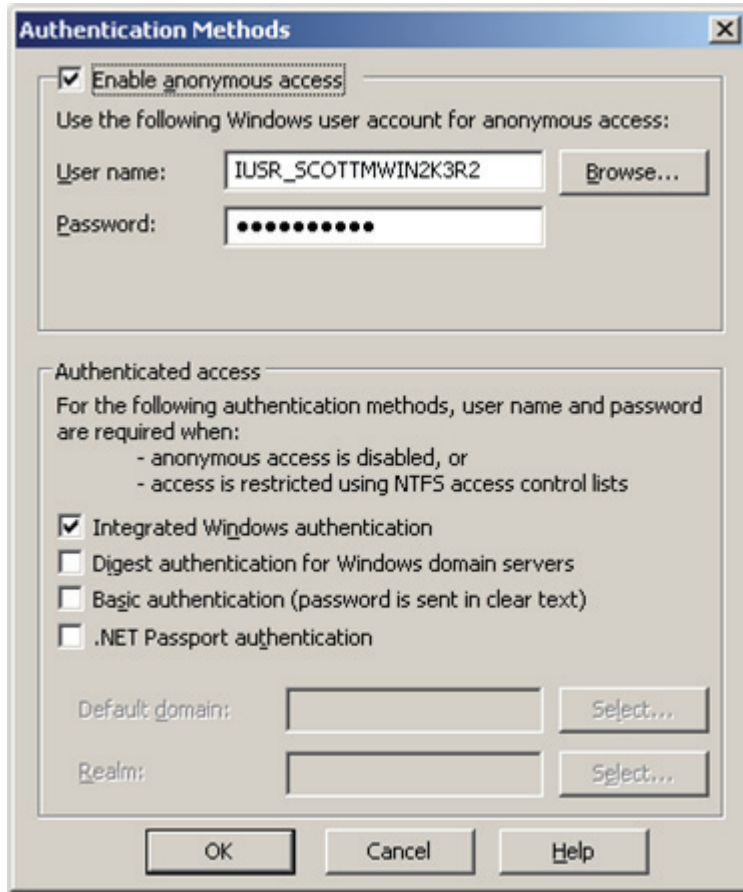 Authentication Methods
Enable anonymous access
Use the following Windows user account for anonymous access:
User name: IUSR_SCOTTMWIN2K3R2 Browse...
Password: ●●●●●●●●●●
Authenticated access
For the following authentication methods, user name and password
are required when:
- anonymous access is disabled, or
- access is restricted using NTFS access control lists
Integrated Windows authentication
Digest authentication for Windows domain servers
Basic authentication (password is sent in clear text)
.NET Passport authentication
Default domain: Select...
Realm: Select...
OK Cancel Help